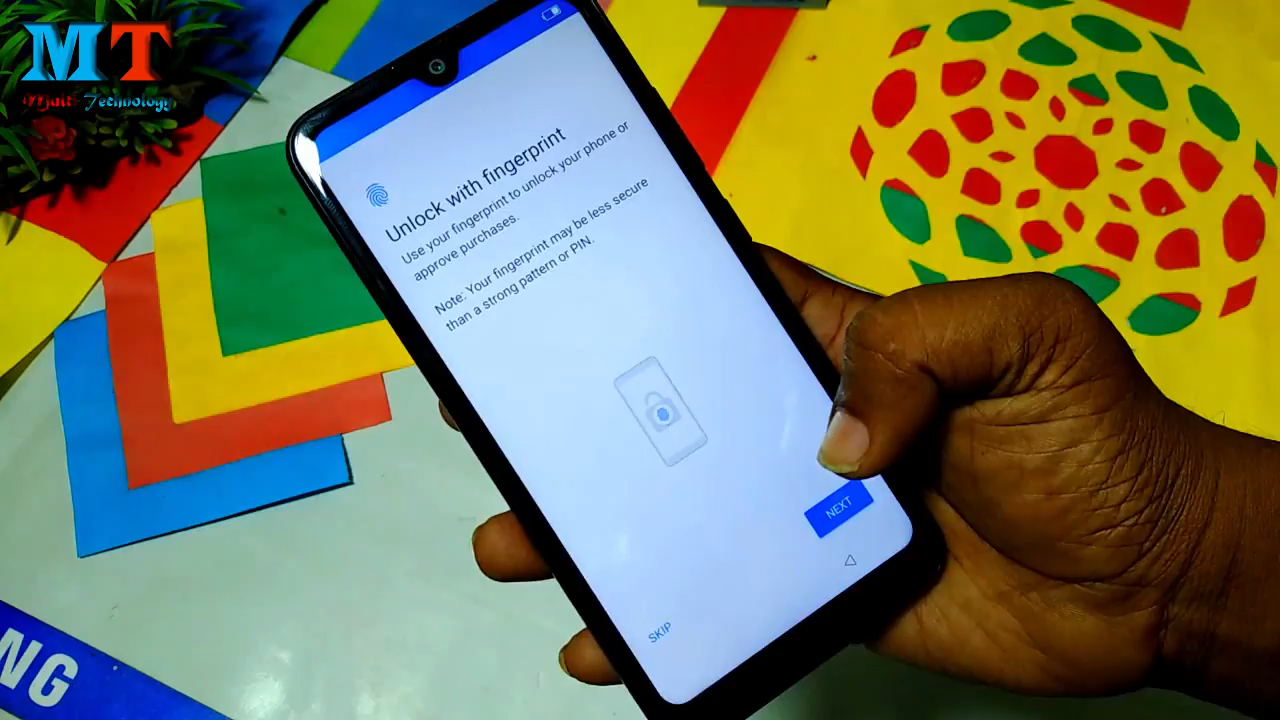 MT
Multi-Technology
Unlock with fingerprint
Use your fingerprint to unlock your phone or
approve purchases.
Note: Your fingerprint may be less secure
than a strong pattern or PIN.
NEXT
SKIP
NG